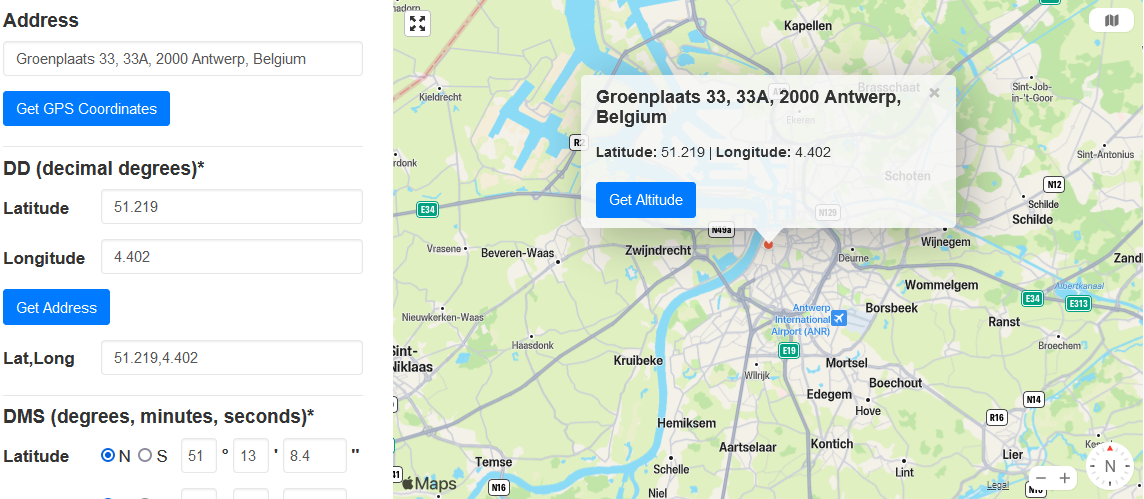 Address
Groenplaats 33, 33A, 2000 Antwerp, Belgium
Get GPS Coordinates
DD (decimal degrees)*
Latitude
51.219
Longitude
4.402
Get Address
Lat,Long
51.219,4.402
DMS (degrees, minutes, seconds)*
Latitude
N S 51 ° 13 ' 8.4 "
Groenplaats 33, 33A, 2000 Antwerp,
Belgium
×
Latitude: 51.219 | Longitude: 4.402
Get Altitude
Kapellen
Kieldrecht
Brasschaat
Ekeren
Sint-Job-
in-'t-Goor
Sint-Antonius
Schoten
N12
Schilde
Schilde
E34
N129
N49a
Wijnegem
Vrasene
Beveren-Waas
Zwijndrecht
Deurne
Zand
Wommelgem
Albertkanaal
E34
E313
Nieuwkerken-Waas
Antwerp
International
Airport (ANR)
Borsbeek
Ranst
Haasdonk
Broechem
Sint-
Niklaas
Kruibeke
E19
Mortsel
Wilrijk
Boechout
Edegem
Hove
N14
R16
Hemiksem
Aartselaar
Kontich
Lier
Temse
Schelle
Lint
Niel
N16
Maps
N
− +